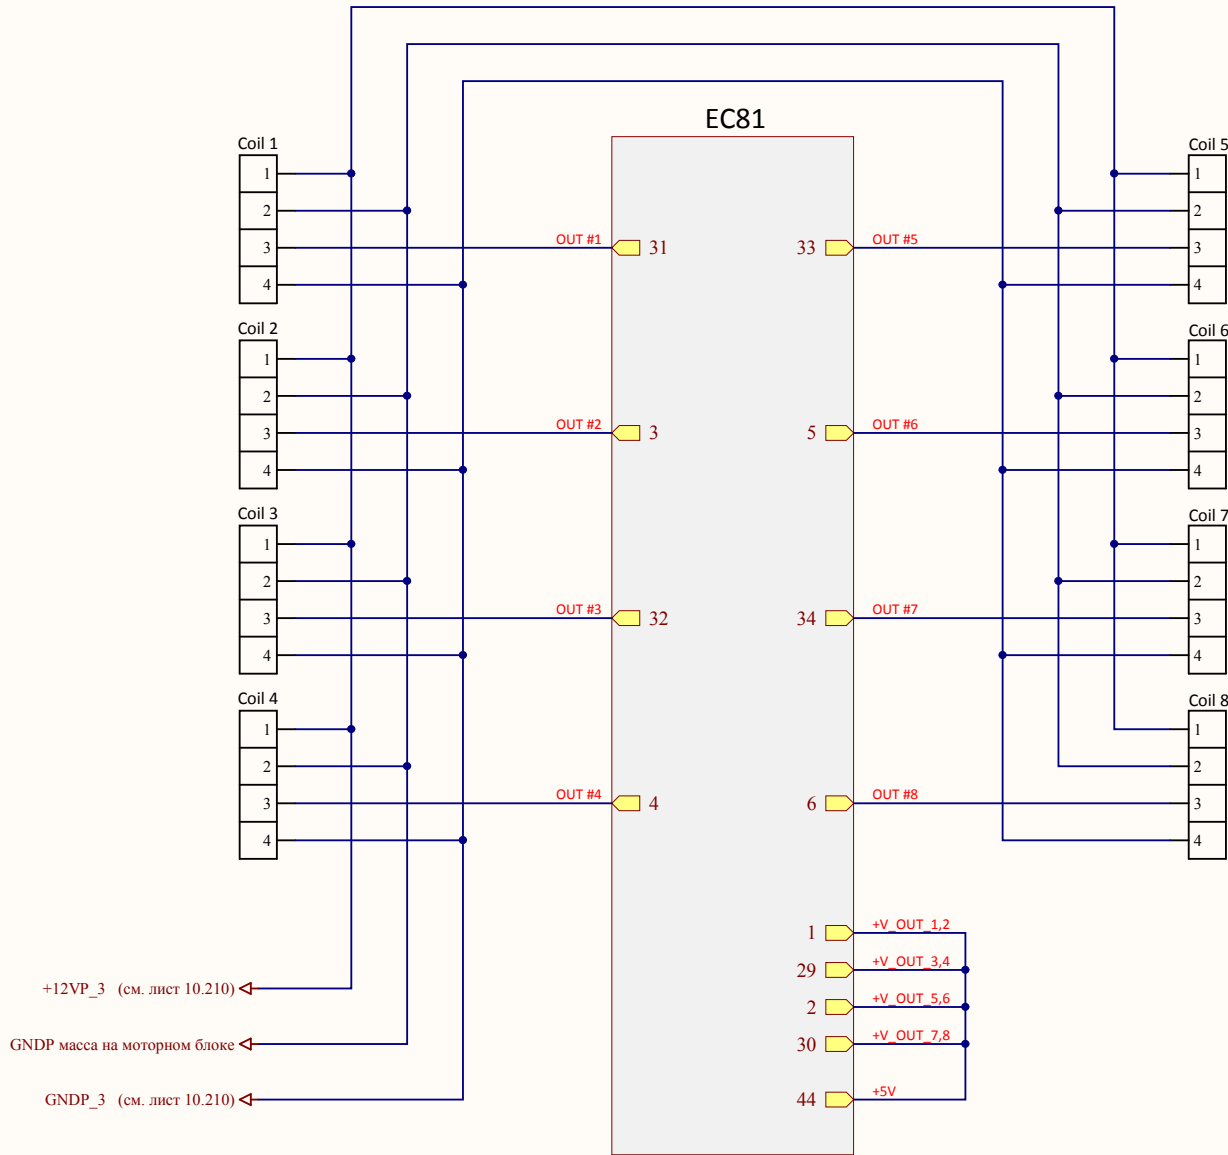 EC81
Coil 1
1
2
3
4
OUT #1
31
Coil 2
1
2
3
4
OUT #2
3
Coil 3
1
2
3
4
OUT #3
32
Coil 4
1
2
3
4
OUT #4
4
Coil 5
1
2
3
4
33
OUT #5
Coil 6
1
2
3
4
5
OUT #6
Coil 7
1
2
3
4
34
OUT #7
Coil 8
1
2
3
4
6
OUT #8
1
+V_OUT_1,2
29
+V_OUT_3,4
2
+V_OUT_5,6
30
+V_OUT_7,8
44
+5V
+12VP_3 (см. лист 10.210)
GNDP масса на моторном блоке
GNDP_3 (см. лист 10.210)